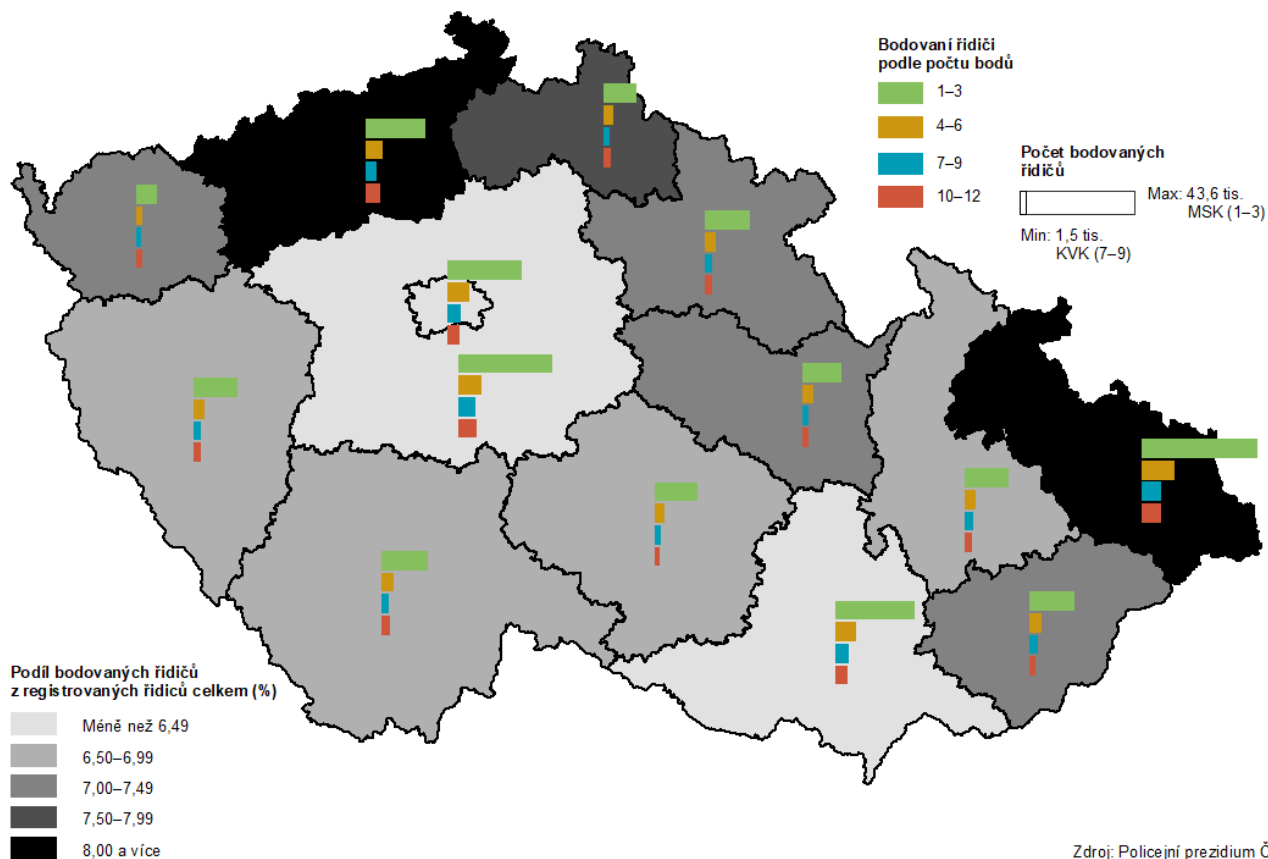 Bodovaní řidiči
podle počtu bodů
1–3
4–6
7–9
10–12
Počet bodovaných
řidičů
Max: 43,6 tis.
MSK (1–3)
Min: 1,5 tis.
KVK (7–9)
Podíl bodovaných řidičů
z registrovaných řidičů celkem (%)
Méně než 6,49
6,50–6,99
7,00–7,49
7,50–7,99
8,00 a více
Zdroj: Policejní prezidium Č